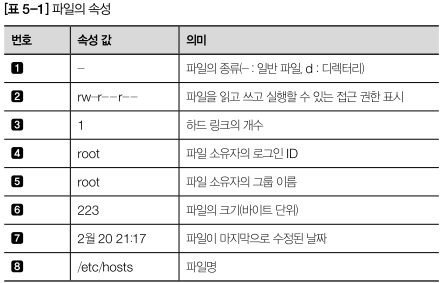 [표 5-1] 파일의 속성
번호 속성 값 의미
1 - 파일의 종류(- : 일반 파일, d : 디렉터리)
2 rw-r--r-- 파일을 읽고 쓰고 실행할 수 있는 접근 권한 표시
3 1 하드 링크의 개수
4 root 파일 소유자의 로그인 ID
5 root 파일 소유자의 그룹 이름
6 223 파일의 크기(바이트 단위)
7 2월 20 21:17 파일이 마지막으로 수정된 날짜
8 /etc/hosts 파일명